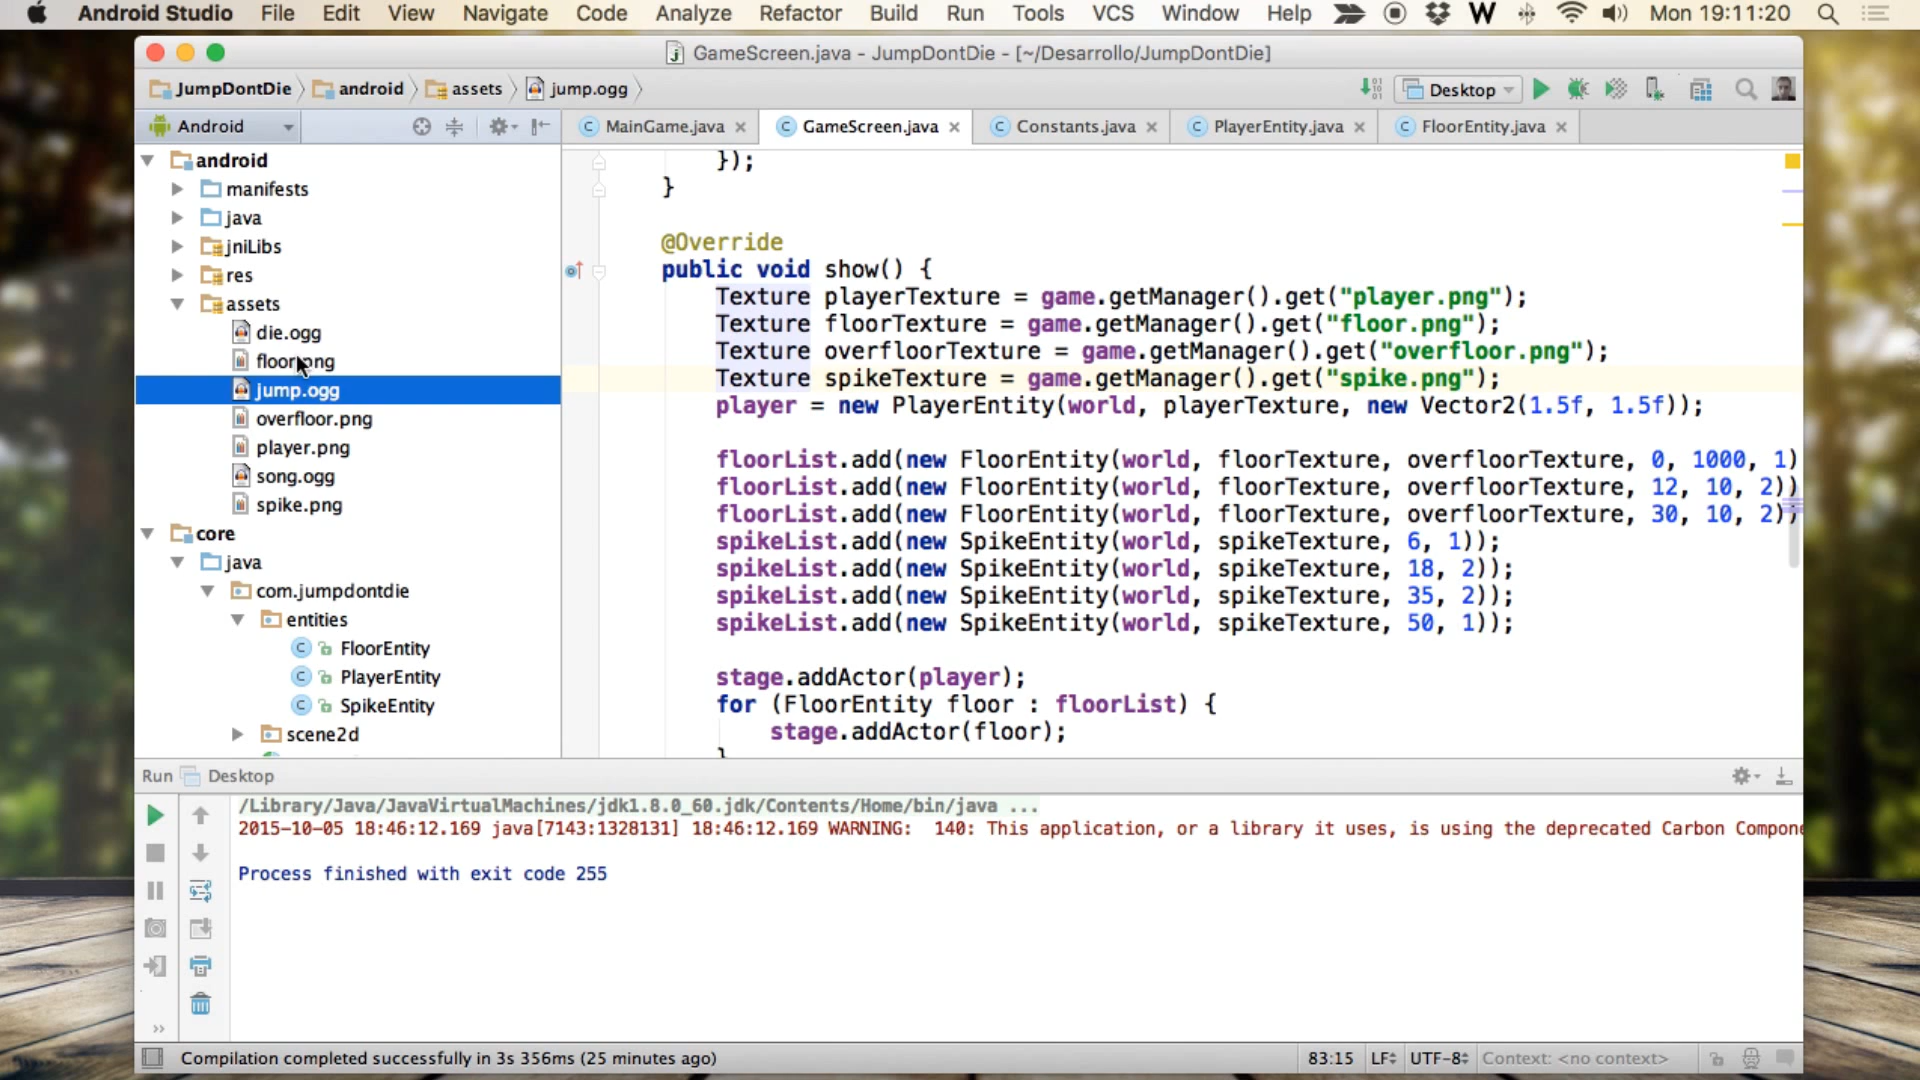 Android Studio File Edit View Navigate Code Analyze Refactor Build Run Tools VCS Window Help W Mon 19:11:20
GameScreen.java - JumpDontDie - [~/Desarrollo/JumpDontDie]
JumpDontDie android assets jump.ogg Desktop
Android MainGame.java GameScreen.java Constants.java PlayerEntity.java FloorEntity.java
android
manifests
java
jniLibs
res
assets
die.ogg
floor.png
jump.ogg
overfloor.png
player.png
song.ogg
spike.png
core
java
com.jumpdontdie
entities
FloorEntity
PlayerEntity
SpikeEntity
scene2d
});
}
@Override
public void show() {
Texture playerTexture = game.getManager().get("player.png");
Texture floorTexture = game.getManager().get("floor.png");
Texture overfloorTexture = game.getManager().get("overfloor.png");
Texture spikeTexture = game.getManager().get("spike.png");
player = new PlayerEntity(world, playerTexture, new Vector2(1.5f, 1.5f));
floorList.add(new FloorEntity(world, floorTexture, overfloorTexture, 0, 1000, 1)
floorList.add(new FloorEntity(world, floorTexture, overfloorTexture, 12, 10, 2));
floorList.add(new FloorEntity(world, floorTexture, overfloorTexture, 30, 10, 2));
spikeList.add(new SpikeEntity(world, spikeTexture, 6, 1));
spikeList.add(new SpikeEntity(world, spikeTexture, 18, 2));
spikeList.add(new SpikeEntity(world, spikeTexture, 35, 2));
spikeList.add(new SpikeEntity(world, spikeTexture, 50, 1));
stage.addActor(player);
for (FloorEntity floor : floorList) {
stage.addActor(floor);
}
Run Desktop
/Library/Java/JavaVirtualMachines/jdk1.8.0_60.jdk/Contents/Home/bin/java ...
2015-10-05 18:46:12.169 java[7143:1328131] 18:46:12.169 WARNING: 140: This application, or a library it uses, is using the deprecated Carbon Compone
Process finished with exit code 255
Compilation completed successfully in 3s 356ms (25 minutes ago) 83:15 LF UTF-8 Context: <no context>